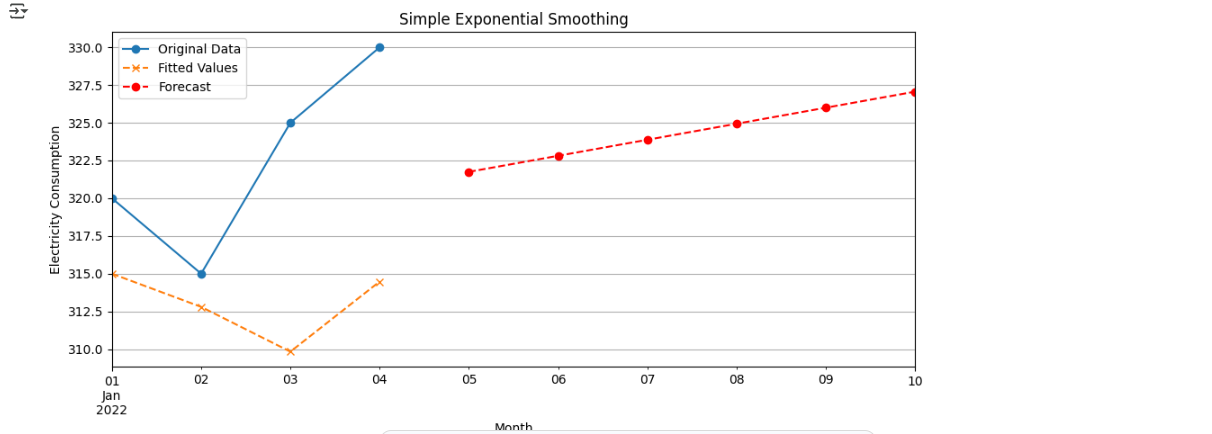 Simple Exponential Smoothing
Original Data
Fitted Values
Forecast
Electricity Consumption
330.0
327.5
325.0
322.5
320.0
317.5
315.0
312.5
310.0
01 02 03 04 05 06 07 08 09 10
Jan
2022
Month